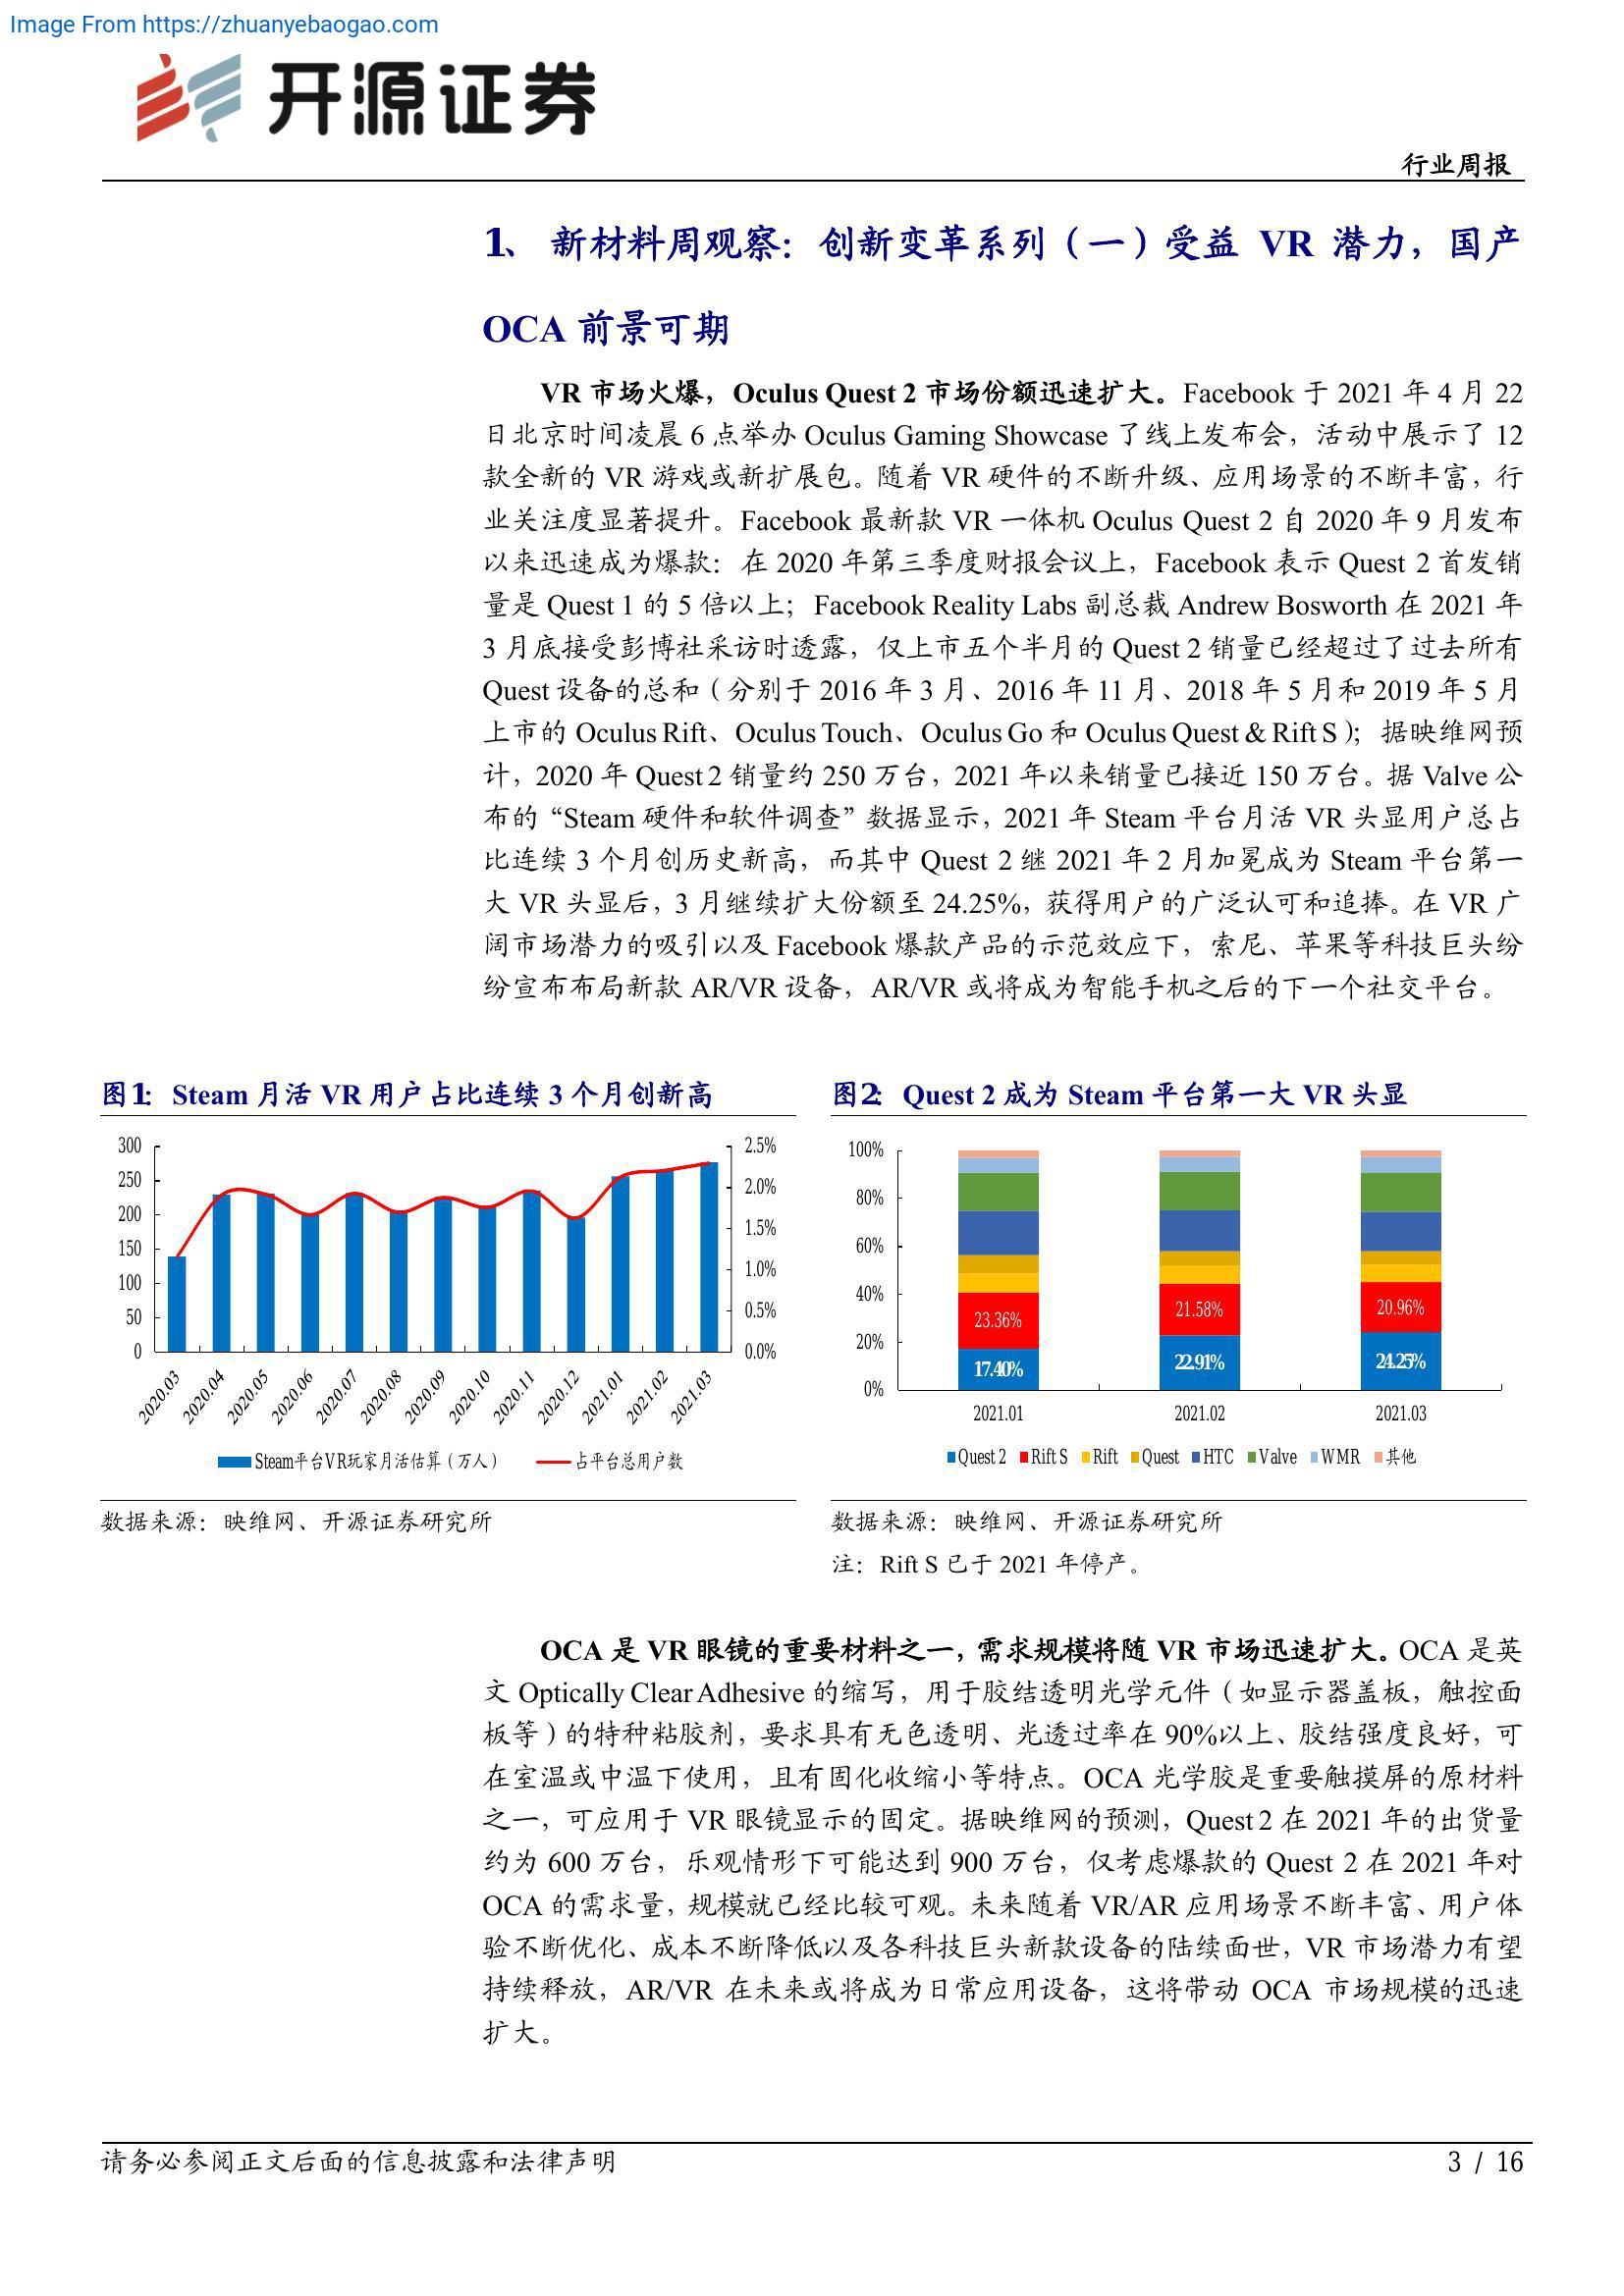 Image From https://zhuanyebaogao.com
开源证券
行业周报
1、 新材料周观察：创新变革系列（一）受益 VR 潜力，国产
OCA 前景可期
VR 市场火爆，Oculus Quest 2 市场份额迅速扩大。Facebook 于 2021 年 4 月 22
日北京时间凌晨 6 点举办 Oculus Gaming Showcase 了线上发布会，活动中展示了 12
款全新的 VR 游戏或新扩展包。随着 VR 硬件的不断升级、应用场景的不断丰富，行
业关注度显著提升。Facebook 最新款 VR 一体机 Oculus Quest 2 自 2020 年 9 月发布
以来迅速成为爆款：在 2020 年第三季度财报会议上，Facebook 表示 Quest 2 首发销
量是 Quest 1 的 5 倍以上；Facebook Reality Labs 副总裁 Andrew Bosworth 在 2021 年
3 月底接受彭博社采访时透露，仅上市五个半月的 Quest 2 销量已经超过了过去所有
Quest 设备的总和（分别于 2016 年 3 月、2016 年 11 月、2018 年 5 月和 2019 年 5 月
上市的 Oculus Rift、Oculus Touch、Oculus Go 和 Oculus Quest & Rift S）；据映维网预
计，2020 年 Quest 2 销量约 250 万台，2021 年以来销量已接近 150 万台。据 Valve 公
布的“Steam 硬件和软件调查”数据显示，2021 年 Steam 平台月活 VR 头显用户总占
比连续 3 个月创历史新高，而其中 Quest 2 继 2021 年 2 月加冕成为 Steam 平台第一
大 VR 头显后，3 月继续扩大份额至 24.25%，获得用户的广泛认可和追捧。在 VR 广
阔市场潜力的吸引以及 Facebook 爆款产品的示范效应下，索尼、苹果等科技巨头纷
纷宣布布局新款 AR/VR 设备，AR/VR 或将成为智能手机之后的下一个社交平台。
图1： Steam 月活 VR 用户占比连续 3 个月创新高
300
250
200
150
100
50
0
2.5%
2.0%
1.5%
1.0%
0.5%
0.0%
2020.03 2020.04 2020.05 2020.06 2020.07 2020.08 2020.09 2020.10 2020.11 2020.12 2021.01 2021.02 2021.03
Steam平台VR玩家月活估算（万人） 占平台总用户数
数据来源：映维网、开源证券研究所
图2： Quest 2 成为 Steam 平台第一大 VR 头显
100%
80%
60%
40%
20%
0%
23.36% 21.58% 20.96%
17.40% 22.91% 24.25%
2021.01 2021.02 2021.03
Quest 2 Rift S Rift Quest HTC Valve WMR 其他
数据来源：映维网、开源证券研究所
注：Rift S 已于 2021 年停产。
OCA 是 VR 眼镜的重要材料之一，需求规模将随 VR 市场迅速扩大。OCA 是英
文 Optically Clear Adhesive 的缩写，用于胶结透明光学元件（如显示器盖板，触控面
板等）的特种粘胶剂，要求具有无色透明、光透过率在 90%以上、胶结强度良好，可
在室温或中温下使用，且有固化收缩小等特点。OCA 光学胶是重要触摸屏的原材料
之一，可应用于 VR 眼镜显示的固定。据映维网的预测，Quest 2 在 2021 年的出货量
约为 600 万台，乐观情形下可能达到 900 万台，仅考虑爆款的 Quest 2 在 2021 年对
OCA 的需求量，规模就已经比较可观。未来随着 VR/AR 应用场景不断丰富、用户体
验不断优化、成本不断降低以及各科技巨头新款设备的陆续面世，VR 市场潜力有望
持续释放，AR/VR 在未来或将成为日常应用设备，这将带动 OCA 市场规模的迅速
扩大。
请务必参阅正文后面的信息披露和法律声明
3 / 16